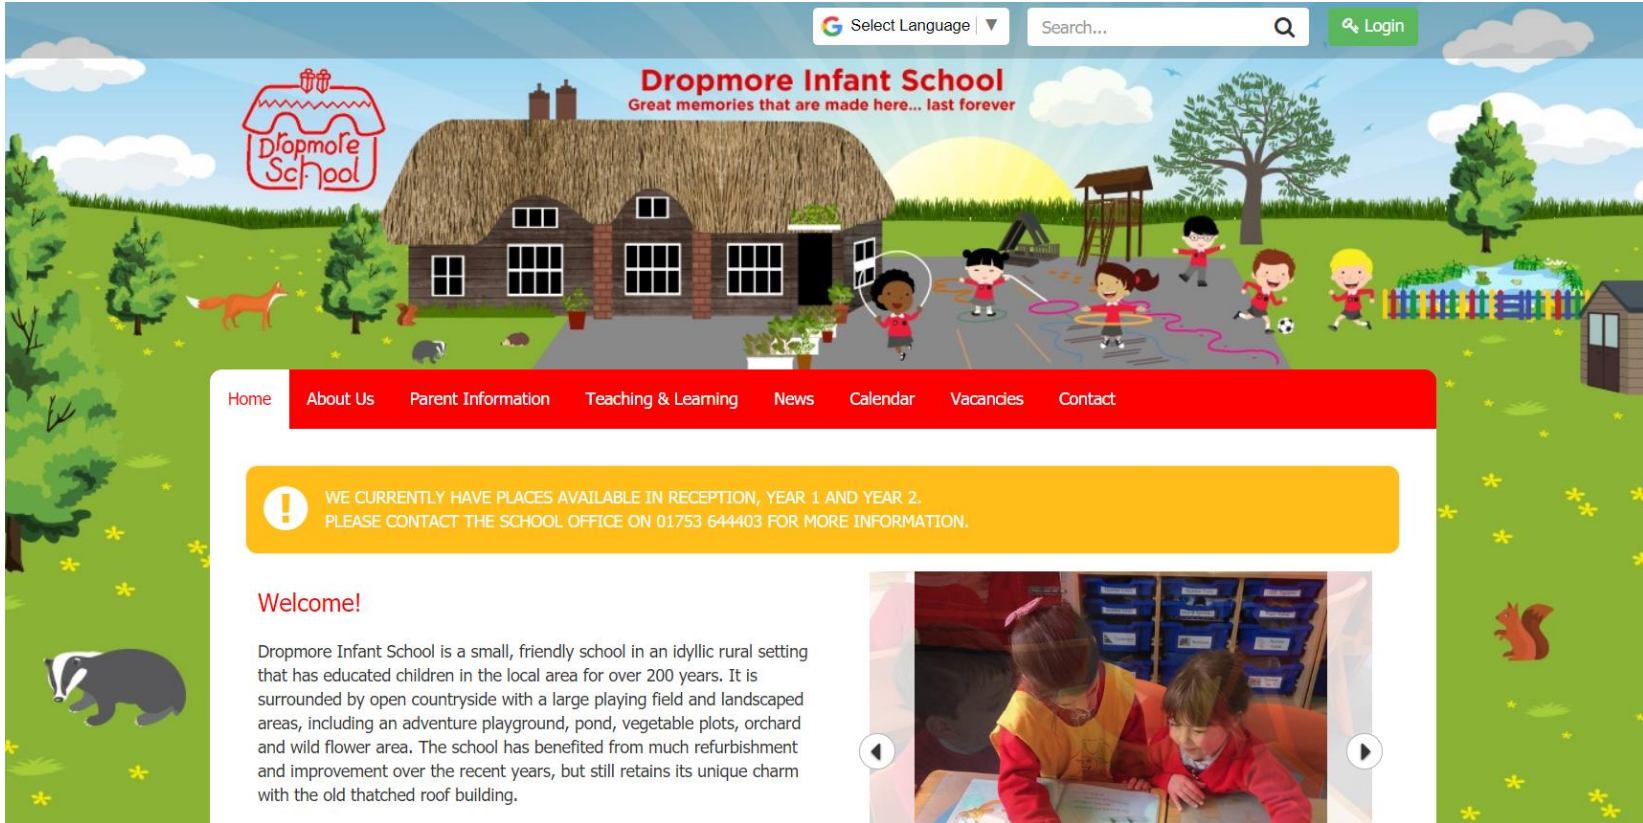 Select Language ▼
Search...
Login
Dropmore School
Dropmore Infant School
Great memories that are made here... last forever
Home
About Us
Parent Information
Teaching & Learning
News
Calendar
Vacancies
Contact
WE CURRENTLY HAVE PLACES AVAILABLE IN RECEPTION, YEAR 1 AND YEAR 2.
PLEASE CONTACT THE SCHOOL OFFICE ON 01753 644403 FOR MORE INFORMATION.
Welcome!
Dropmore Infant School is a small, friendly school in an idyllic rural setting
that has educated children in the local area for over 200 years. It is
surrounded by open countryside with a large playing field and landscaped
areas, including an adventure playground, pond, vegetable plots, orchard
and wild flower area. The school has benefited from much refurbishment
and improvement over the recent years, but still retains its unique charm
with the old thatched roof building.